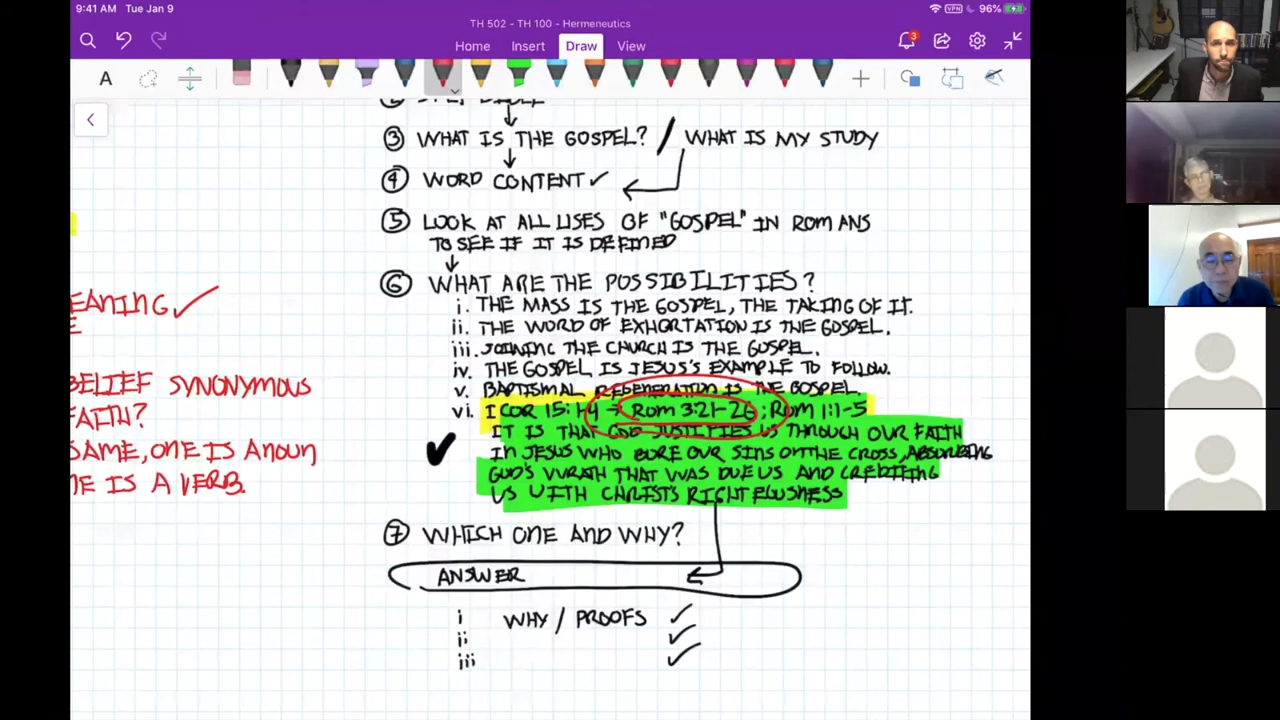 9:41 AM Tue Jan 9
VPN 96%
TH 502 - TH 100 - Hermeneutics
Home Insert Draw View
3
A
③ WHAT IS THE GOSPEL? / WHAT IS MY STUDY
④ WORD CONTENT ✓
⑤ LOOK AT ALL USES OF "GOSPEL" IN ROMANS
TO SEE IF IT IS DEFINED
⑥ WHAT ARE THE POSSIBILITIES?
EANING ✓
i. THE MASS IS THE GOSPEL, THE TAKING OF IT.
E
ii. THE WORD OF EXHORTATION IS THE GOSPEL.
iii. JOINING THE CHURCH IS THE GOSPEL.
iv. THE GOSPEL IS JESUS'S EXAMPLE TO FOLLOW.
BELIEF SYNONYMOUS
v. BAPTISMAL REGENERATION IS THE GOSPEL.
FAITH?
vi. I COR 15:1-4 → Rom 3:21-26; Rom 1:1-5
IT IS THAT GOD JUSTIFIES US THROUGH OUR FAITH
SAME, ONE IS A NOUN
IN JESUS WHO BORE OUR SINS ON THE CROSS, ABSORBING
GOD'S WRATH THAT WAS DUE US AND CREDITING
NE IS A VERB.
US WITH CHRIST'S RIGHTEOUSNESS
⑦ WHICH ONE AND WHY?
ANSWER
i WHY / PROOFS ✓
ii ✓
iii ✓